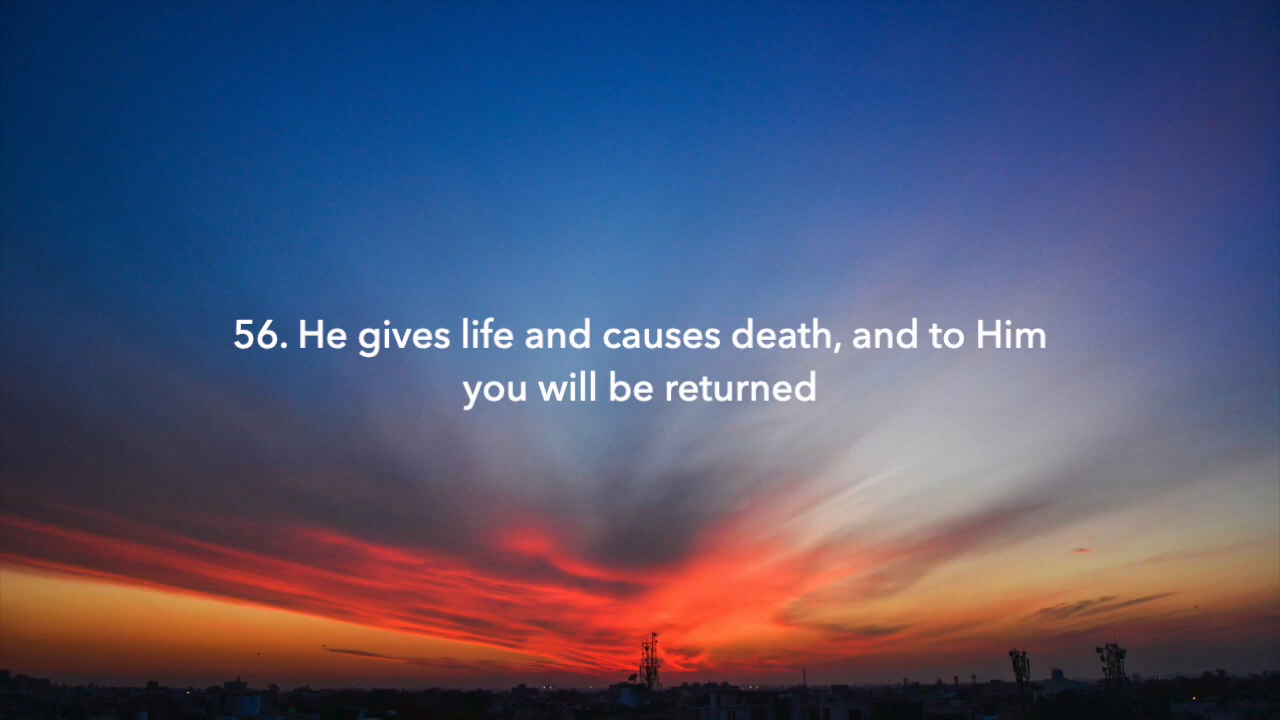 56. He gives life and causes death, and to Him
you will be returned